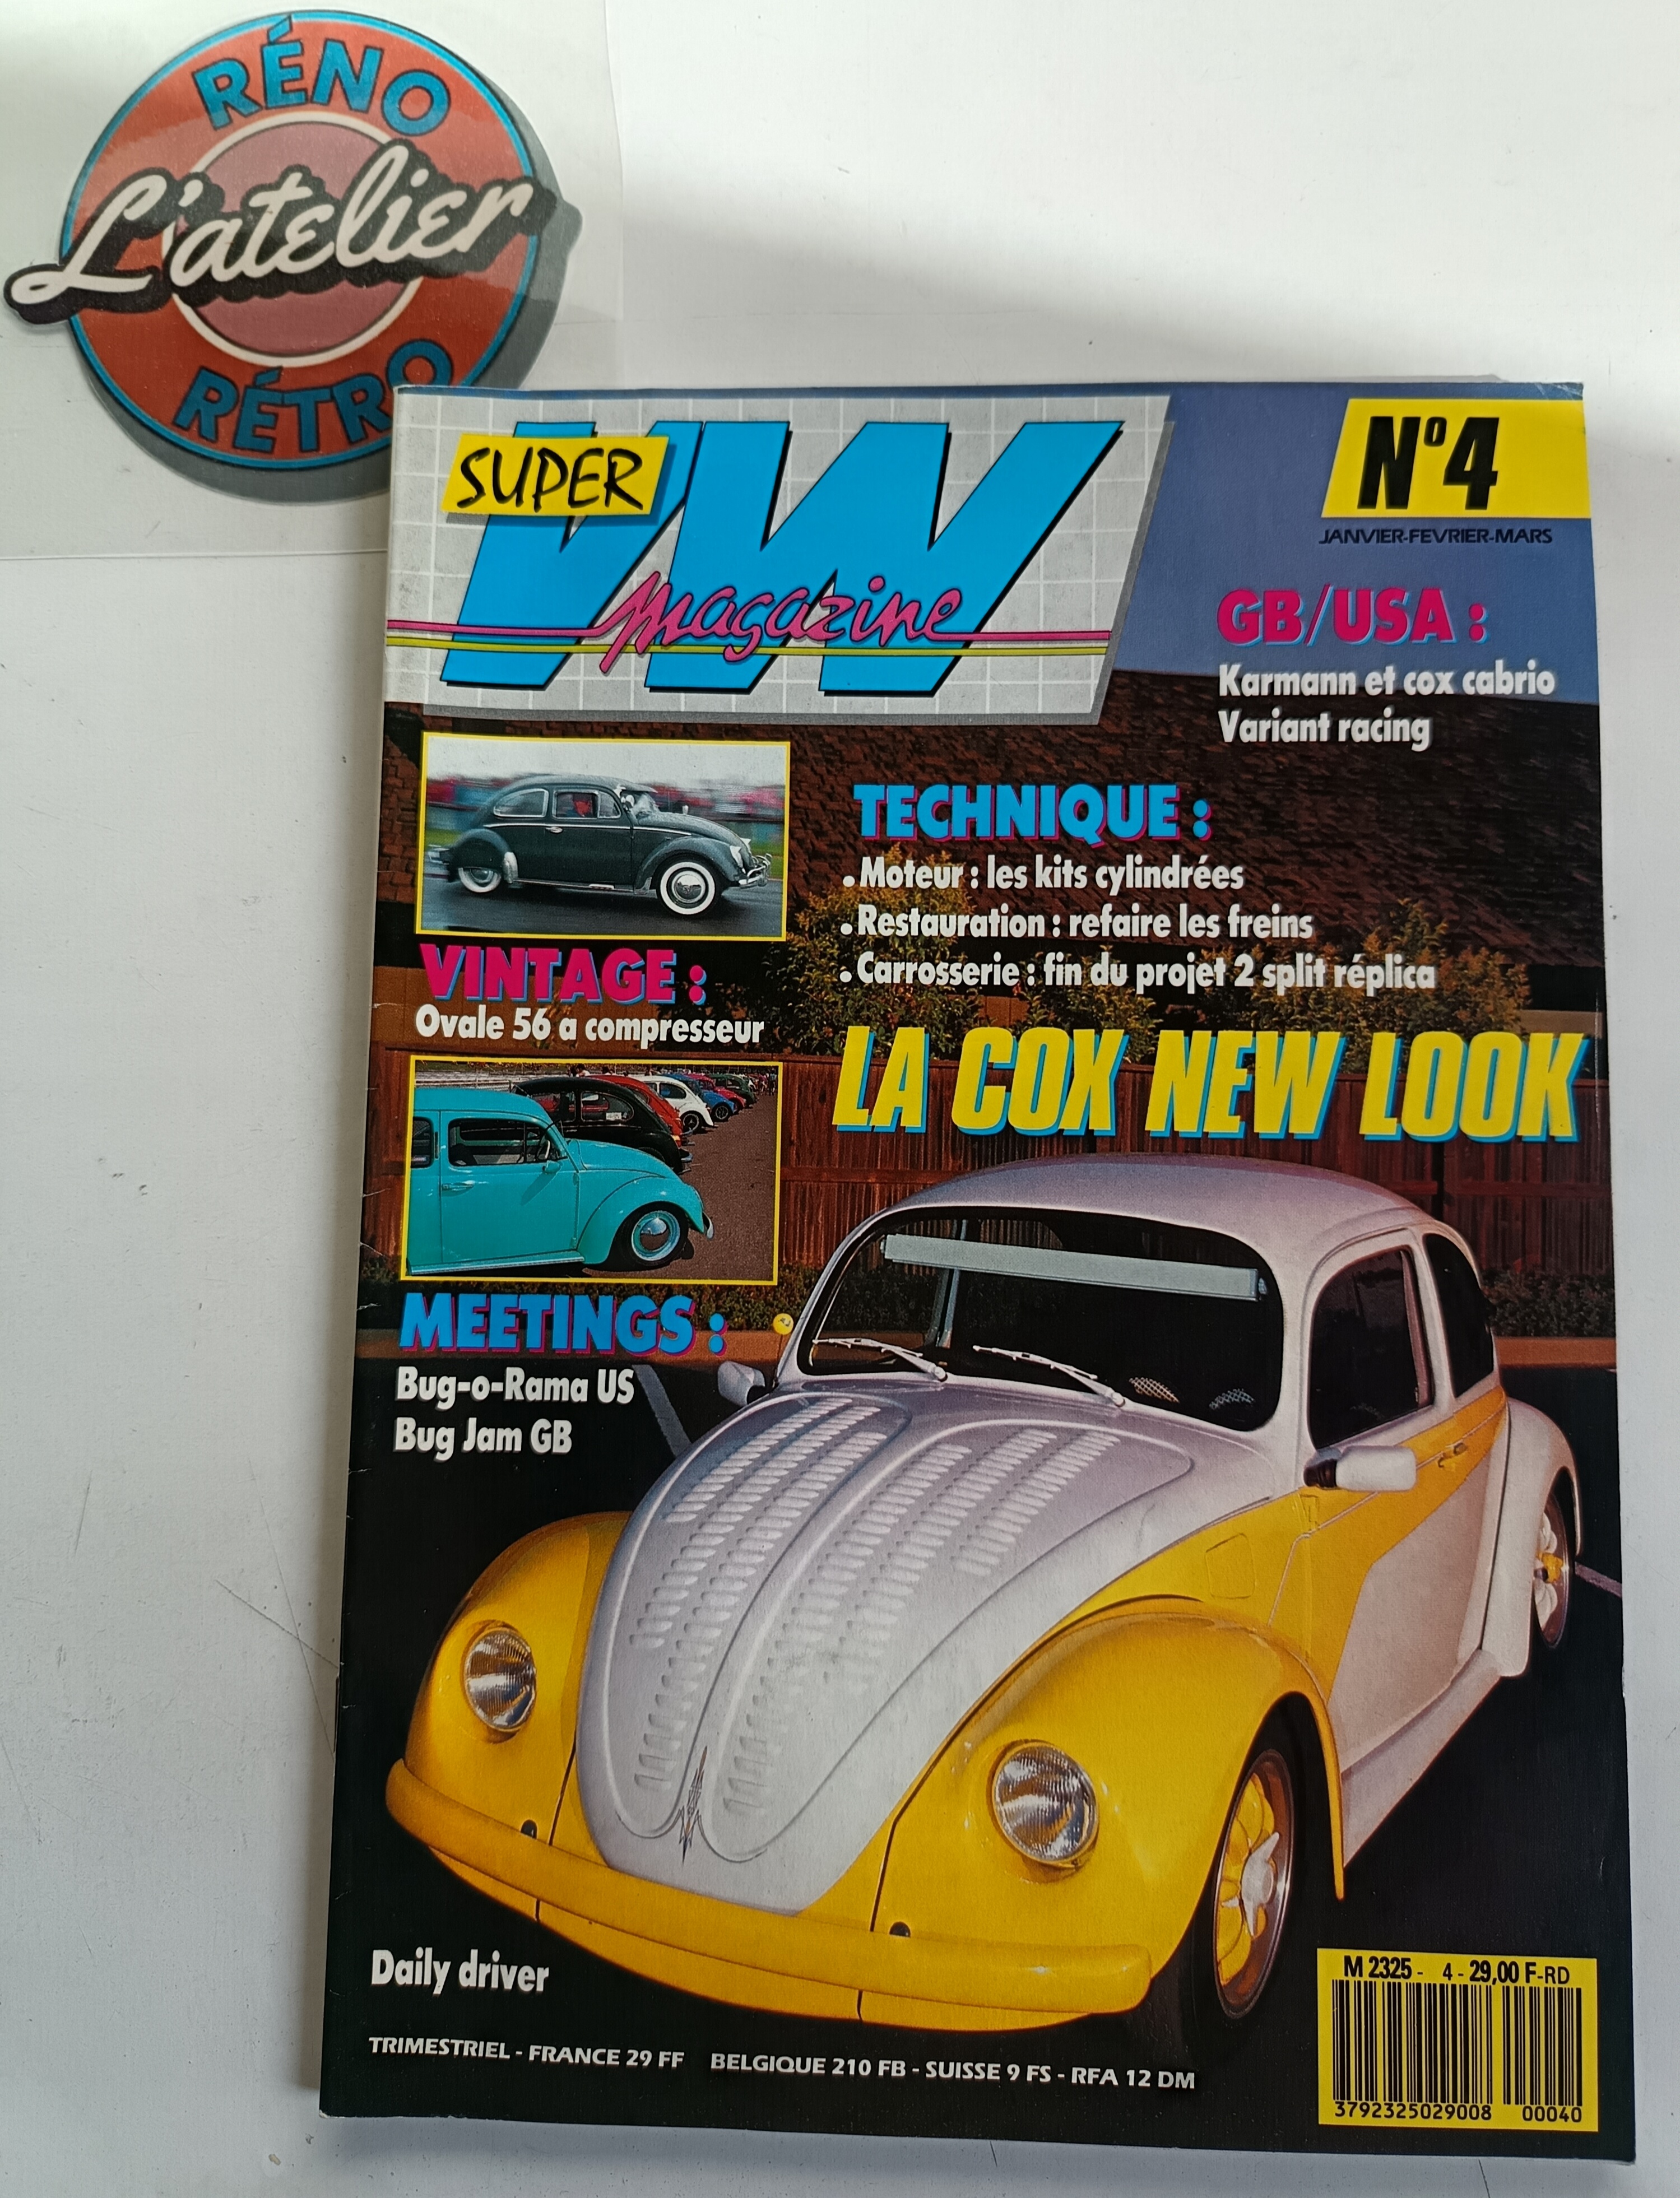 RÉNO
L'atelier
RÉTRO
SUPER
VW
magazine
N°4
JANVIER-FEVRIER-MARS
GB/USA :
Karmann et cox cabrio
Variant racing
TECHNIQUE :
• Moteur : les kits cylindrées
• Restauration : refaire les freins
• Carrosserie : fin du projet 2 split réplica
VINTAGE :
Ovale 56 a compresseur
LA COX NEW LOOK
MEETINGS :
Bug-o-Rama US
Bug Jam GB
Daily driver
TRIMESTRIEL - FRANCE 29 FF BELGIQUE 210 FB - SUISSE 9 FS - RFA 12 DM
M 2325 - 4 - 29,00 F-RD
3792325029008 00040